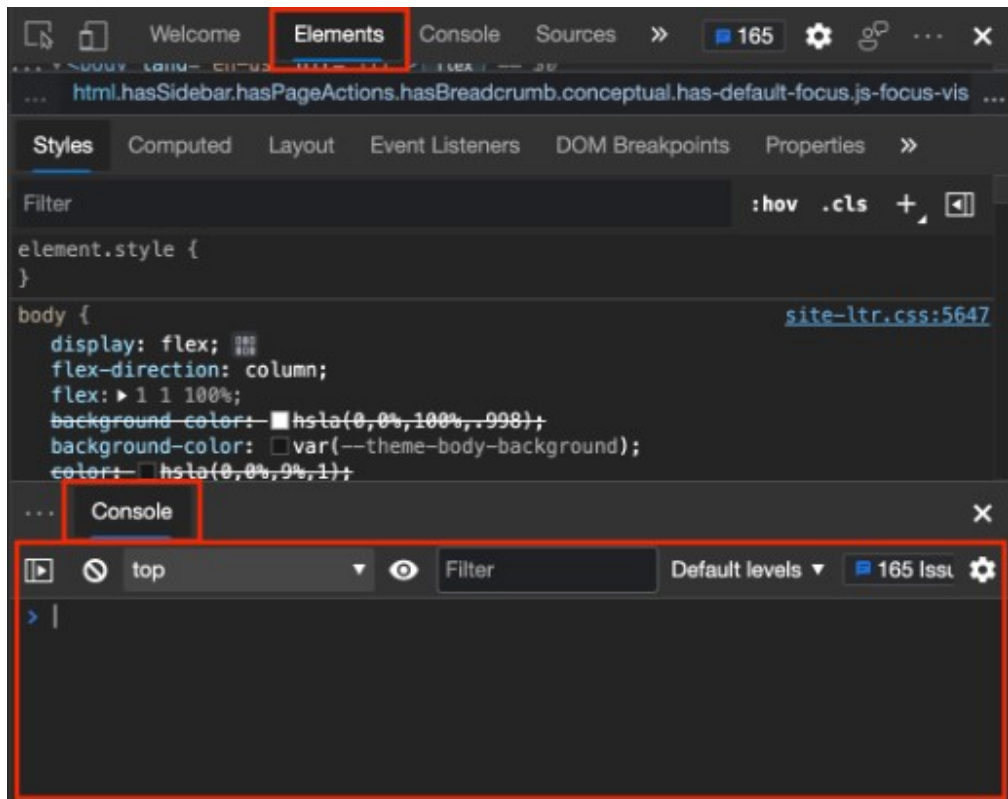 Welcome Elements Console Sources » 165 ··· ×
... html.hasSidebar.hasPageActions.hasBreadcrumb.conceptual.has-default-focus.js-focus-vis ...
Styles Computed Layout Event Listeners DOM Breakpoints Properties »
Filter :hov .cls +
element.style {
}
body { site-ltr.css:5647
display: flex;
flex-direction: column;
flex: ▶ 1 1 100%;
background-color: hsla(0,0%,100%,.998);
background-color: var(--theme-body-background);
color: hsla(0,0%,9%,1);
... Console ×
top ▼ Filter Default levels ▼ 165 Issu
>